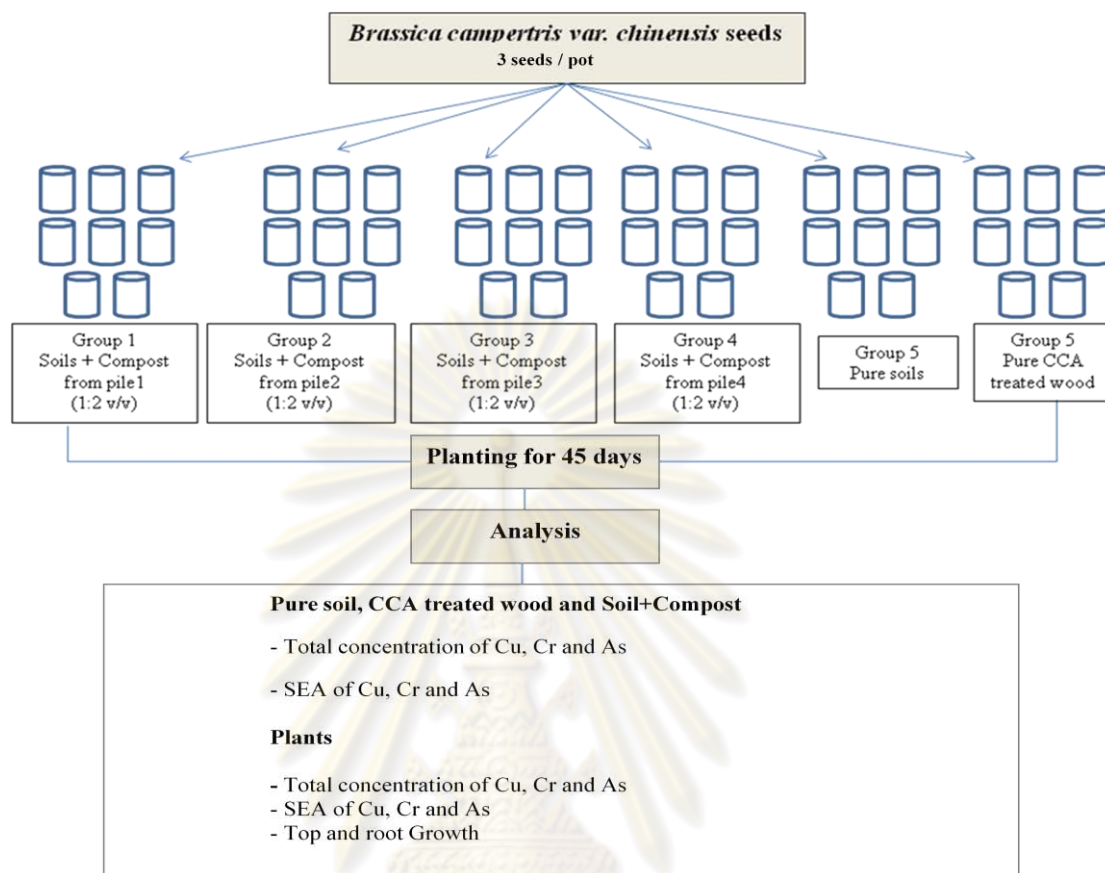 Brassica campertris var. chinensis seeds
3 seeds / pot
Group 1
Soils + Compost
from pile1
(1:2 v/v)
Group 2
Soils + Compost
from pile2
(1:2 v/v)
Group 3
Soils + Compost
from pile3
(1:2 v/v)
Group 4
Soils + Compost
from pile4
(1:2 v/v)
Group 5
Pure soils
Group 5
Pure CCA
treated wood
Planting for 45 days
Analysis
Pure soil, CCA treated wood and Soil+Compost
- Total concentration of Cu, Cr and As
- SEA of Cu, Cr and As
Plants
- Total concentration of Cu, Cr and As
- SEA of Cu, Cr and As
- Top and root Growth